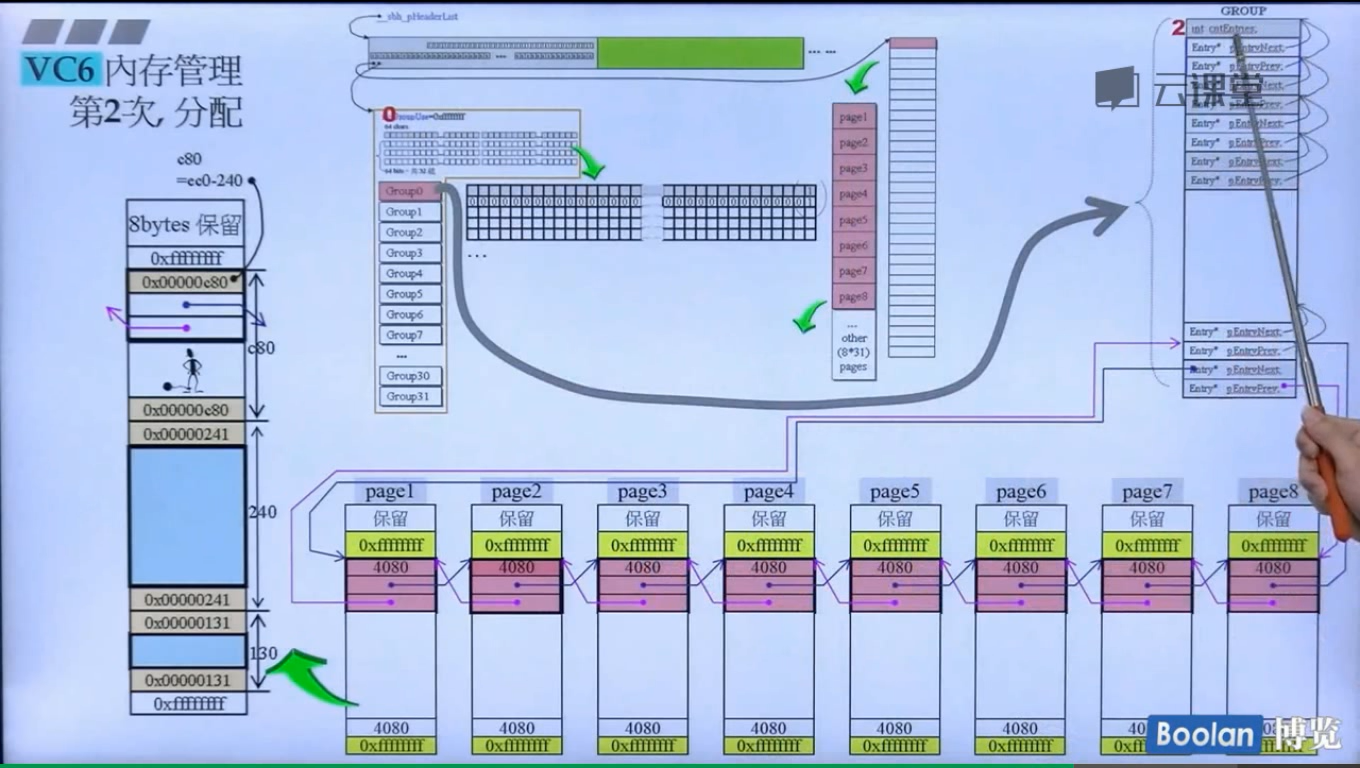 VC6 內存管理
第2次, 分配
c80
=ec0-240
8bytes 保留
0xffffffff
0x00000c80
c80
0x00000c80
0x00000241
240
0x00000241
0x00000131
130
0x00000131
0xffffffff
__sbh_pHeaderList
... ...
0
Group0
Group1
Group2
Group3
Group4
Group5
Group6
Group7
...
Group30
Group31
...
page1
page2
page3
page4
page5
page6
page7
page8
...
other
(8*31)
pages
GROUP
2 int cntEntries;
Entry* pEntryNext;
Entry* pEntryPrev;
Entry* pEntryNext;
Entry* pEntryPrev;
Entry* pEntryNext;
Entry* pEntryPrev;
Entry* pEntryNext;
Entry* pEntryPrev;
Entry* pEntryNext;
Entry* pEntryPrev;
Entry* pEntryNext;
Entry* pEntryPrev;
云课堂
page1 page2 page3 page4 page5 page6 page7 page8
保留 保留 保留 保留 保留 保留 保留 保留
0xffffffff 0xffffffff 0xffffffff 0xffffffff 0xffffffff 0xffffffff 0xffffffff 0xffffffff
4080 4080 4080 4080 4080 4080 4080 4080
4080 4080 4080 4080 4080 4080
0xffffffff 0xffffffff 0xffffffff 0xffffffff 0xffffffff 0xffffffff
Boolan 博览